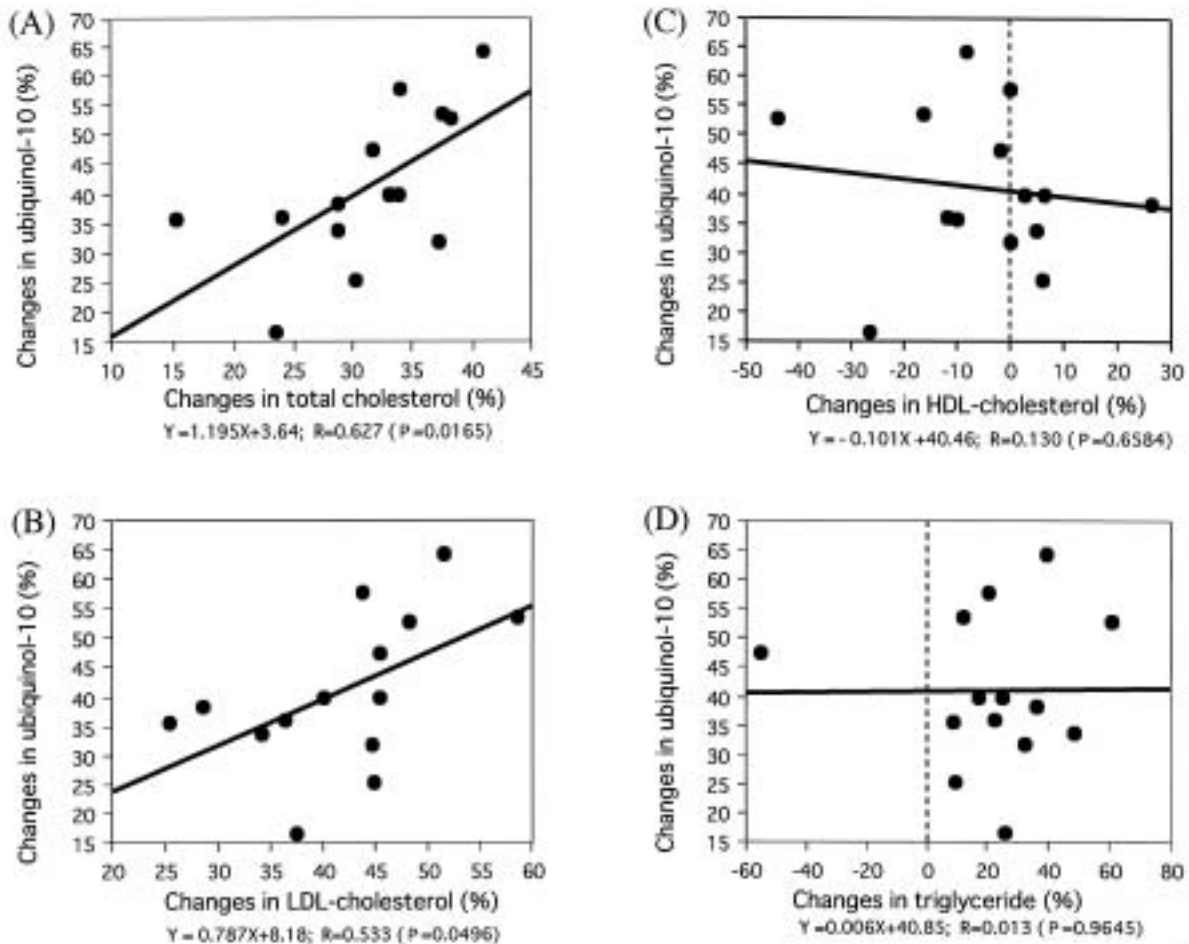 (A)
Changes in ubiquinol-10 (%)
70
65
60
55
50
45
40
35
30
25
20
15
10 15 20 25 30 35 40 45
Changes in total cholesterol (%)
Y=1.195X+3.64; R=0.627 ( P=0.0165)
(C)
Changes in ubiquinol-10 (%)
70
65
60
55
50
45
40
35
30
25
20
15
-50 -40 -30 -20 -10 0 10 20 30
Changes in HDL-cholesterol (%)
Y=-0.101X+40.46; R=0.130 ( P=0.6584)
(B)
Changes in ubiquinol-10 (%)
70
65
60
55
50
45
40
35
30
25
20
15
20 25 30 35 40 45 50 55 60
Changes in LDL-cholesterol (%)
Y= 0.787X+8.18; R=0.533 ( P=0.0496)
(D)
Changes in ubiquinol-10 (%)
70
65
60
55
50
45
40
35
30
25
20
15
-60 -40 -20 0 20 40 60 80
Changes in triglyceride (%)
Y=0.006X+40.85; R=0.013 ( P=0.9645)